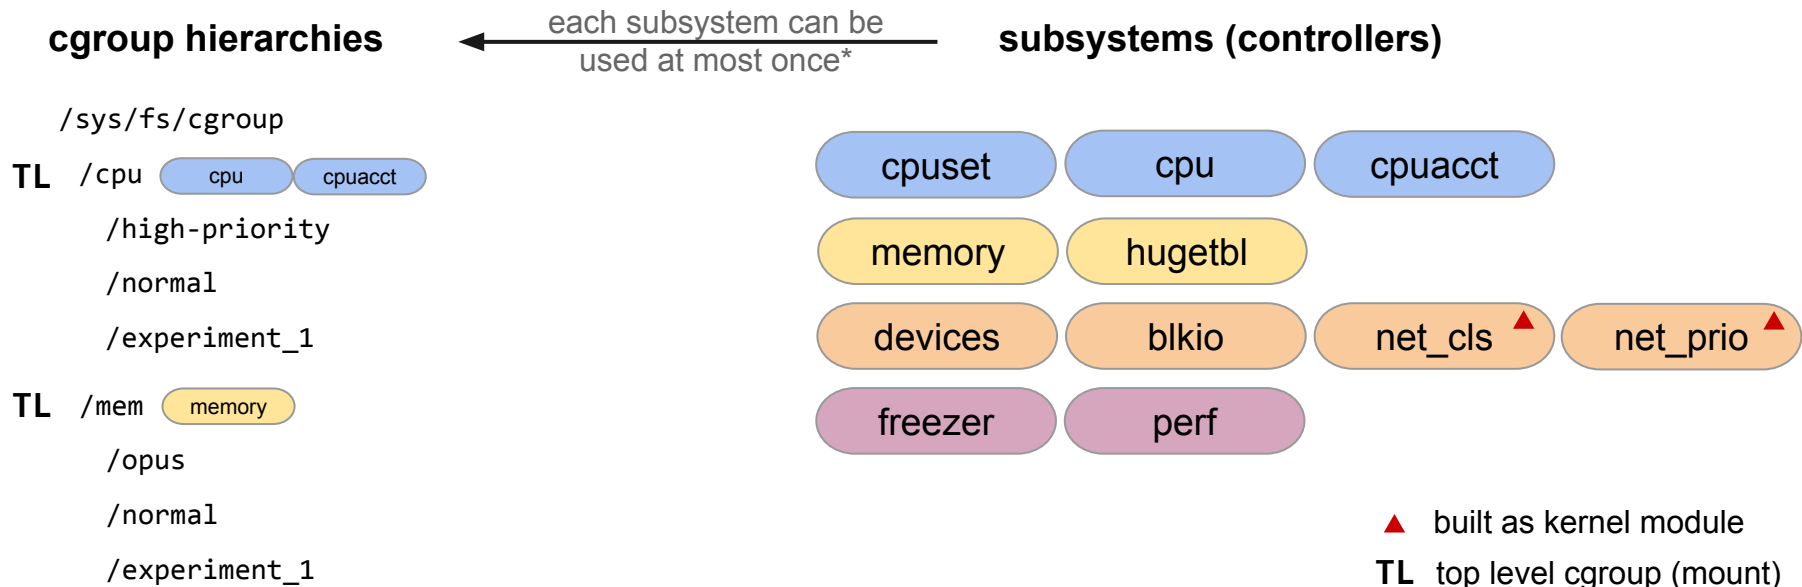 cgroup hierarchies
each subsystem can be
used at most once*
subsystems (controllers)
/sys/fs/cgroup
TL /cpu cpu cpuacct
/high-priority
/normal
/experiment_1
TL /mem memory
/opus
/normal
/experiment_1
cpuset cpu cpuacct
memory hugetbl
devices blkio net_cls net_prio
freezer perf
built as kernel module
TL top level cgroup (mount)